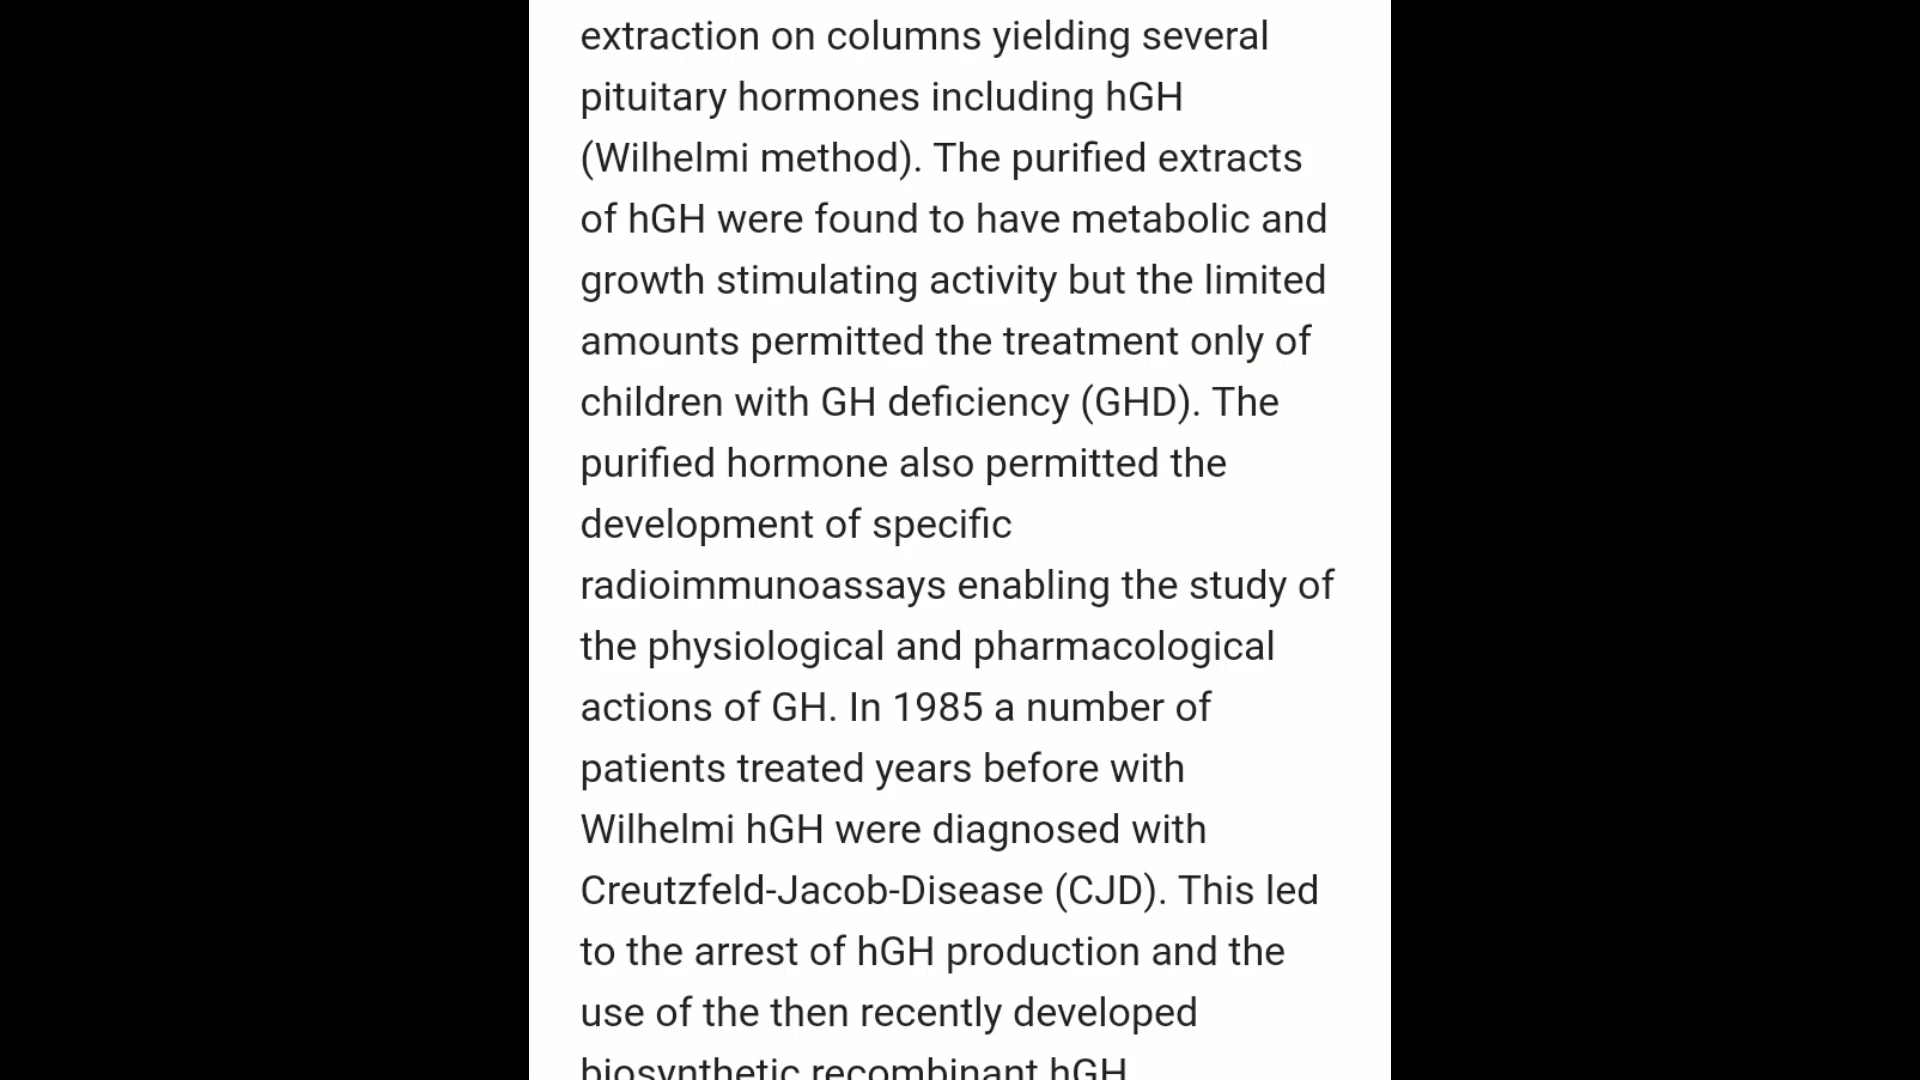 extraction on columns yielding several
pituitary hormones including hGH
(Wilhelmi method). The purified extracts
of hGH were found to have metabolic and
growth stimulating activity but the limited
amounts permitted the treatment only of
children with GH deficiency (GHD). The
purified hormone also permitted the
development of specific
radioimmunoassays enabling the study of
the physiological and pharmacological
actions of GH. In 1985 a number of
patients treated years before with
Wilhelmi hGH were diagnosed with
Creutzfeld-Jacob-Disease (CJD). This led
to the arrest of hGH production and the
use of the then recently developed
biosynthetic recombinant hGH